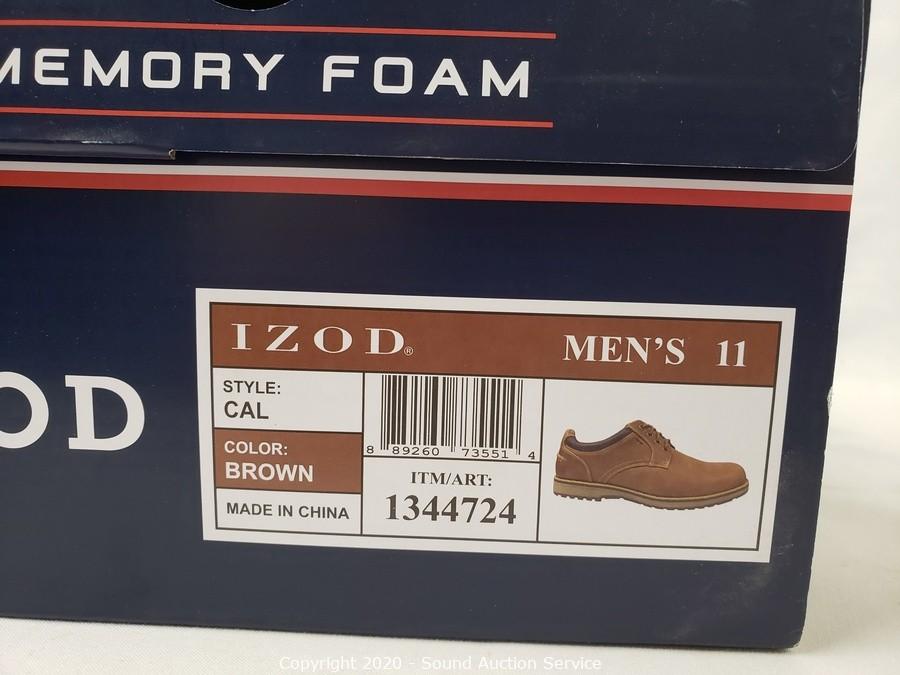 MEMORY FOAM
OD
IZOD®
MEN'S 11
STYLE:
CAL
COLOR:
BROWN
MADE IN CHINA
8 89260 73551 4
ITM/ART:
1344724
Copyright 2020 - Sound Auction Service